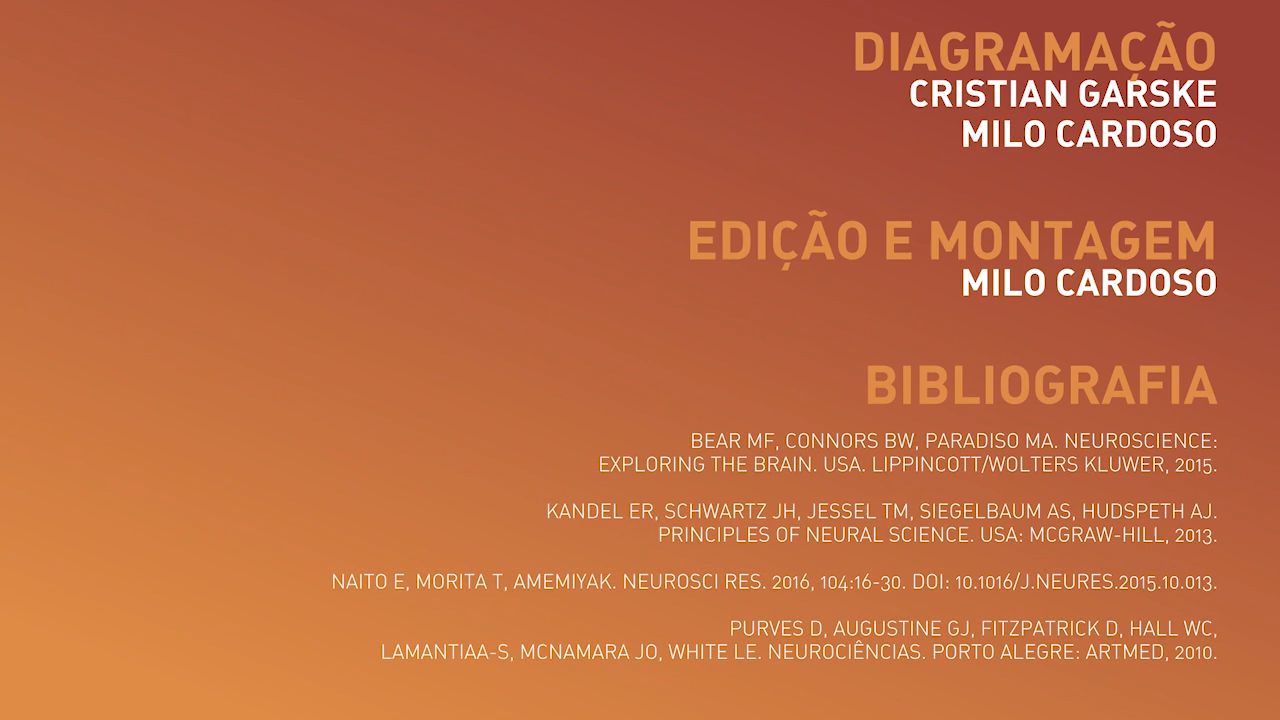 DIAGRAMAÇÃO
CRISTIAN GARSKE
MILO CARDOSO
EDIÇÃO E MONTAGEM
MILO CARDOSO
BIBLIOGRAFIA
BEAR MF, CONNORS BW, PARADISO MA. NEUROSCIENCE:
EXPLORING THE BRAIN. USA. LIPPINCOTT/WOLTERS KLUWER, 2015.
KANDEL ER, SCHWARTZ JH, JESSEL TM, SIEGELBAUM AS, HUDSPETH AJ.
PRINCIPLES OF NEURAL SCIENCE. USA: MCGRAW-HILL, 2013.
NAITO E, MORITA T, AMEMIYAK. NEUROSCI RES. 2016, 104:16-30. DOI: 10.1016/J.NEURES.2015.10.013.
PURVES D, AUGUSTINE GJ, FITZPATRICK D, HALL WC,
LAMANTIAA-S, MCNAMARA JO, WHITE LE. NEUROCIÊNCIAS. PORTO ALEGRE: ARTMED, 2010.